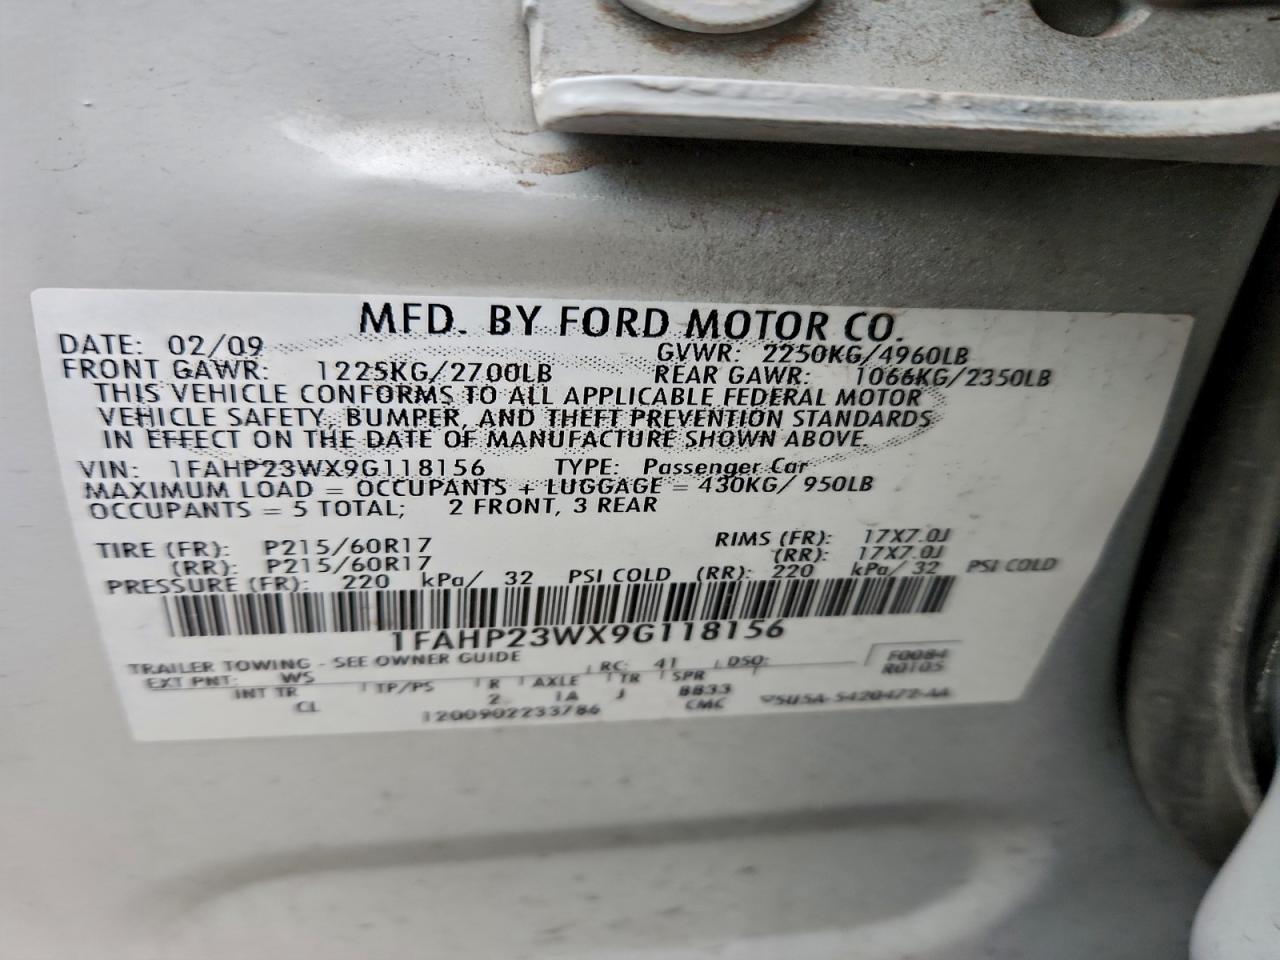 MFD. BY FORD MOTOR CO.
DATE: 02/09 GVWR: 2250KG/4960LB
FRONT GAWR: 1225KG/2700LB REAR GAWR: 1066KG/2350LB
THIS VEHICLE CONFORMS TO ALL APPLICABLE FEDERAL MOTOR
VEHICLE SAFETY, BUMPER, AND THEFT PREVENTION STANDARDS
IN EFFECT ON THE DATE OF MANUFACTURE SHOWN ABOVE.
VIN: 1FAHP23WX9G118156 TYPE: Passenger Car
MAXIMUM LOAD = OCCUPANTS + LUGGAGE = 430KG/ 950LB
OCCUPANTS = 5 TOTAL; 2 FRONT, 3 REAR
TIRE (FR): P215/60R17 RIMS (FR): 17X7.0J
(RR): P215/60R17 (RR): 17X7.0J
PRESSURE (FR): 220 kPa/ 32 PSI COLD (RR): 220 kPa/ 32 PSI COLD
1FAHP23WX9G118156
TRAILER TOWING - SEE OWNER GUIDE RC: 41 DSO: F0084
EXT PNT: WS R0105
INT TR TP/PS R AXLE TR SPR
CL 2 1A J 8833
1200902233786 CMC